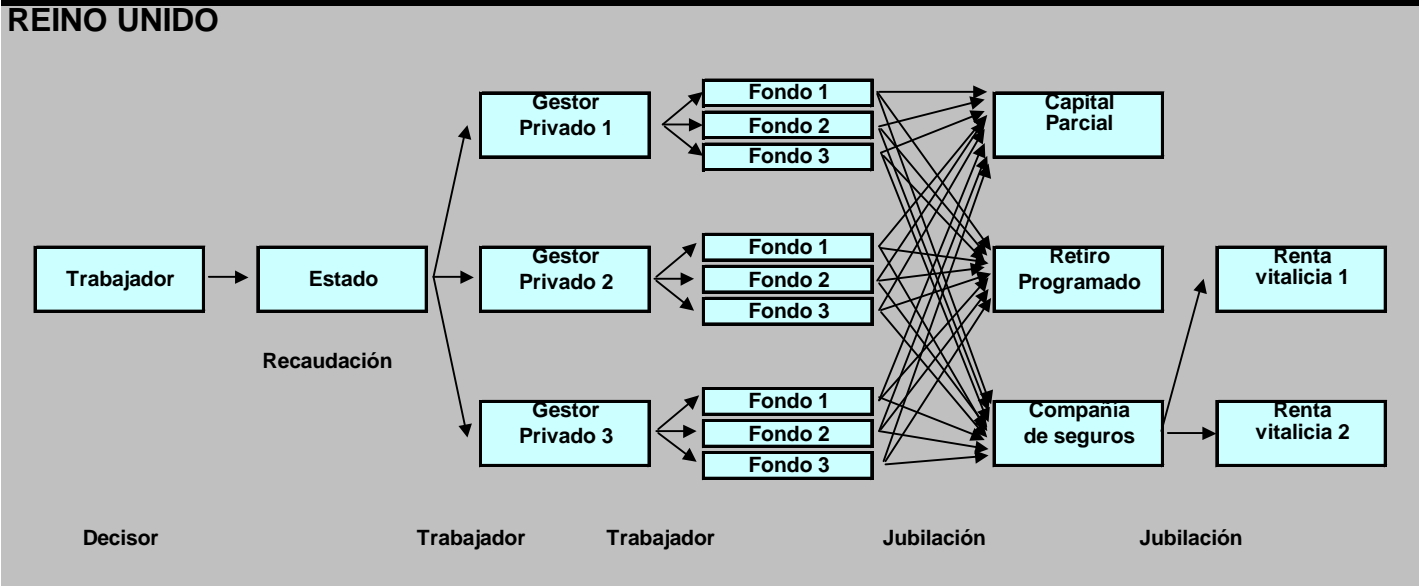 REINO UNIDO
Gestor
Privado 1
Fondo 1
Fondo 2
Fondo 3
Capital
Parcial
Trabajador
Estado
Gestor
Privado 2
Fondo 1
Fondo 2
Fondo 3
Retiro
Programado
Renta
vitalicia 1
Recaudación
Gestor
Privado 3
Fondo 1
Fondo 2
Fondo 3
Compañia
de seguros
Renta
vitalicia 2
Decisor
Trabajador
Trabajador
Jubilación
Jubilación